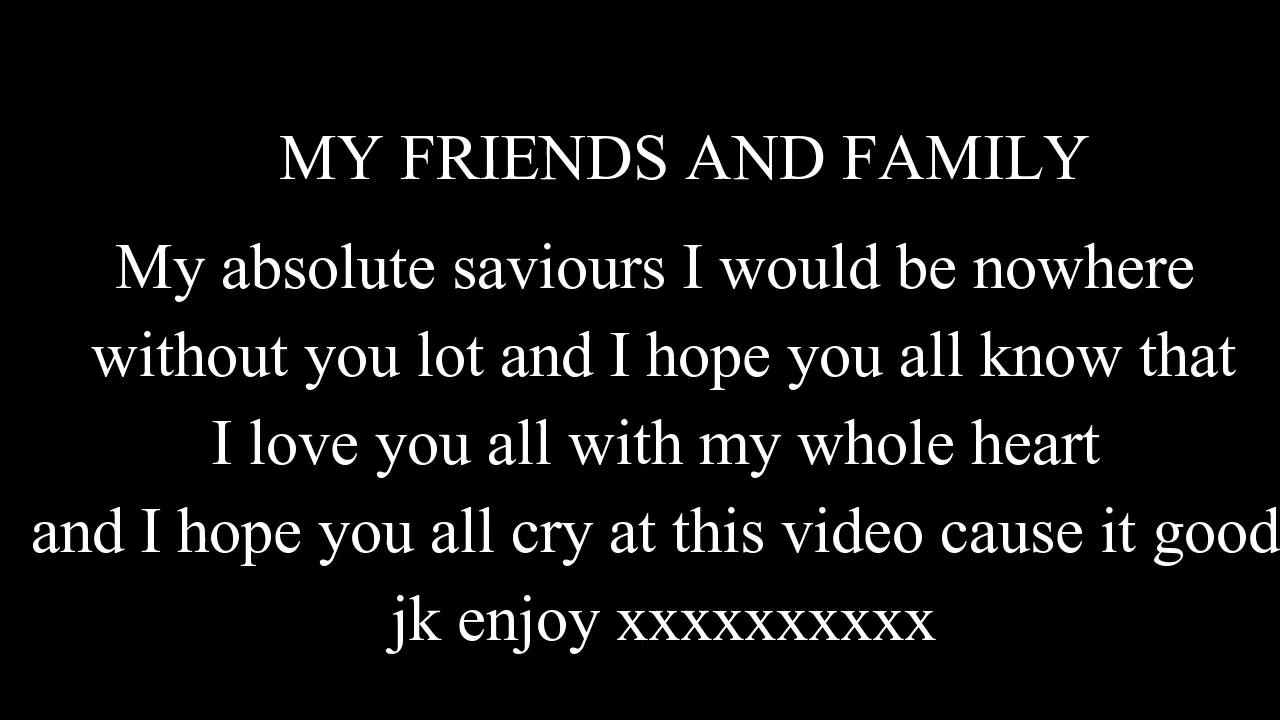 MY FRIENDS AND FAMILY
My absolute saviours I would be nowhere
without you lot and I hope you all know that
I love you all with my whole heart
and I hope you all cry at this video cause it good
jk enjoy xxxxxxxxxx